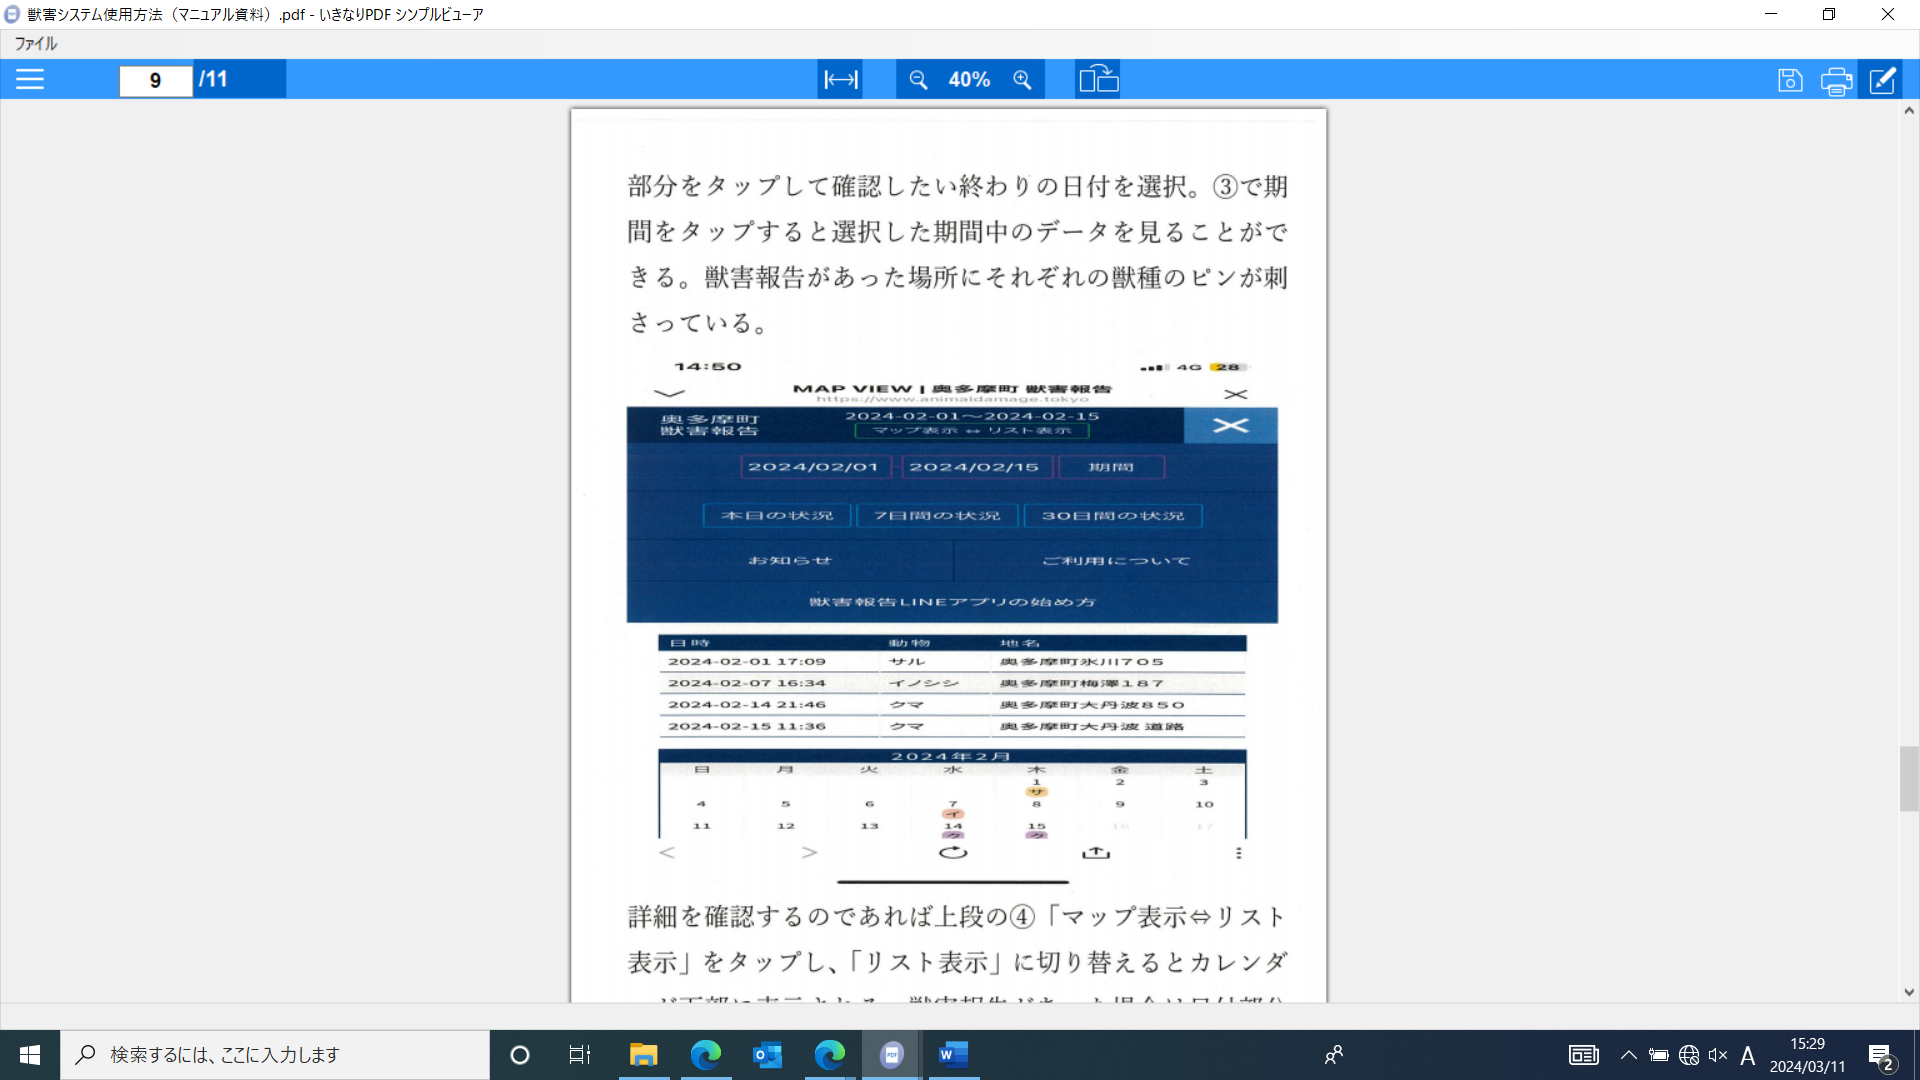 獣害システム使用方法（マニュアル資料）.pdf - いきなりPDF シンプルビューア
ファイル
9 /11
40%
部分をタップして確認したい終わりの日付を選択。③で期
間をタップすると選択した期間中のデータを見ることがで
きる。獣害報告があった場所にそれぞれの獣種のピンが刺
さっている。
14:50 4G 28
MAP VIEW | 奥多摩町 獣害報告
https://www.animaldamage.tokyo
奥多摩町
獣害報告
2024-02-01～2024-02-15
マップ表示 ⇔ リスト表示
2024/02/01 - 2024/02/15 期間
本日の状況 7日間の状況 30日間の状況
お知らせ ご利用について
獣害報告LINEアプリの始め方
日時 動物 地名
2024-02-01 17:09 サル 奥多摩町氷川７０５
2024-02-07 16:34 イノシシ 奥多摩町梅澤１８７
2024-02-14 21:46 クマ 奥多摩町大丹波８５０
2024-02-15 11:36 クマ 奥多摩町大丹波 道路
2024年2月
日 月 火 水 木 金 土
1 2 3
サ
4 5 6 7 8 9 10
イ
11 12 13 14 15 16 17
ク ク
詳細を確認するのであれば上段の④「マップ表示⇔リスト
表示」をタップし、「リスト表示」に切り替えるとカレンダ
検索するには、ここに入力します
A
15:29
2024/03/11
2